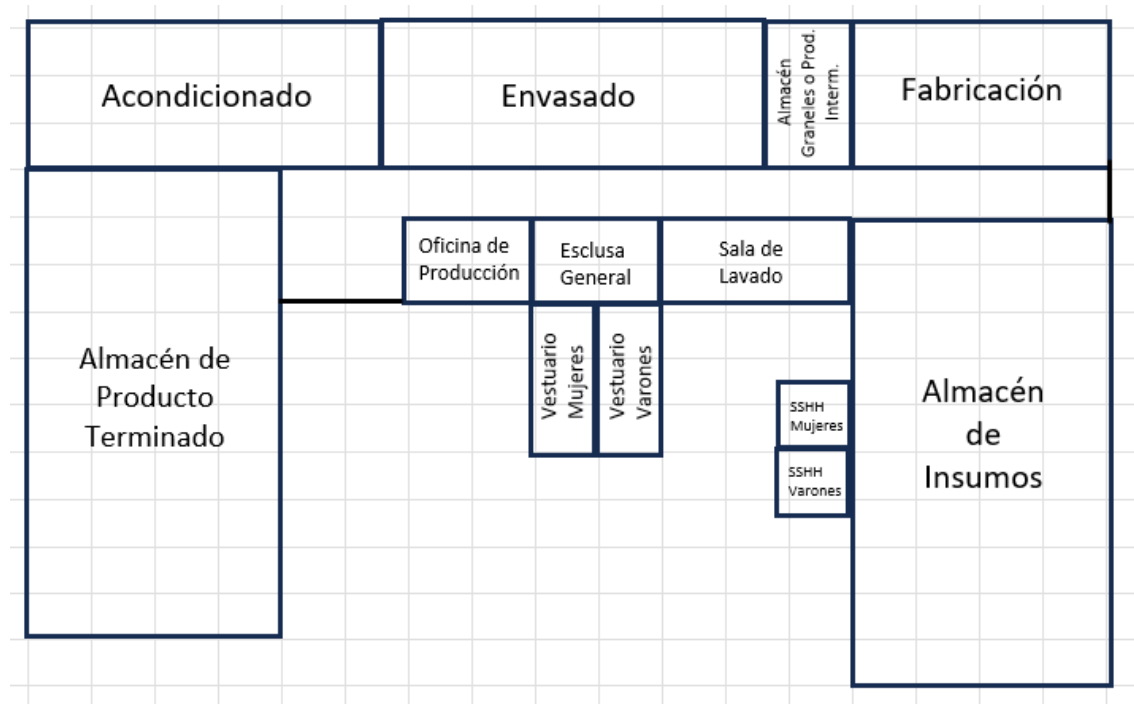 Acondicionado
Envasado
Almacén
Graneles o Prod.
Interm.
Fabricación
Oficina de
Producción
Esclusa
General
Sala de
Lavado
Almacén de
Producto
Terminado
Vestuario
Mujeres
Vestuario
Varones
SSHH
Mujeres
SSHH
Varones
Almacén
de
Insumos